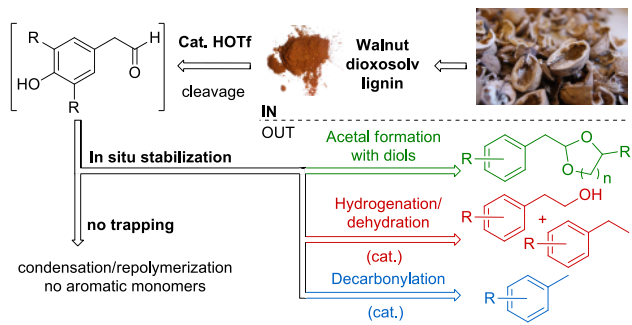 R
H
O
HO
R
Cat. HOTf
cleavage
Walnut
dioxosolv
lignin
IN
OUT
In situ stabilization
Acetal formation
with diols
R
O
O
R
n
no trapping
Hydrogenation/
dehydration
(cat.)
R
OH
+
R
condensation/repolymerization
no aromatic monomers
Decarbonylation
(cat.)
R